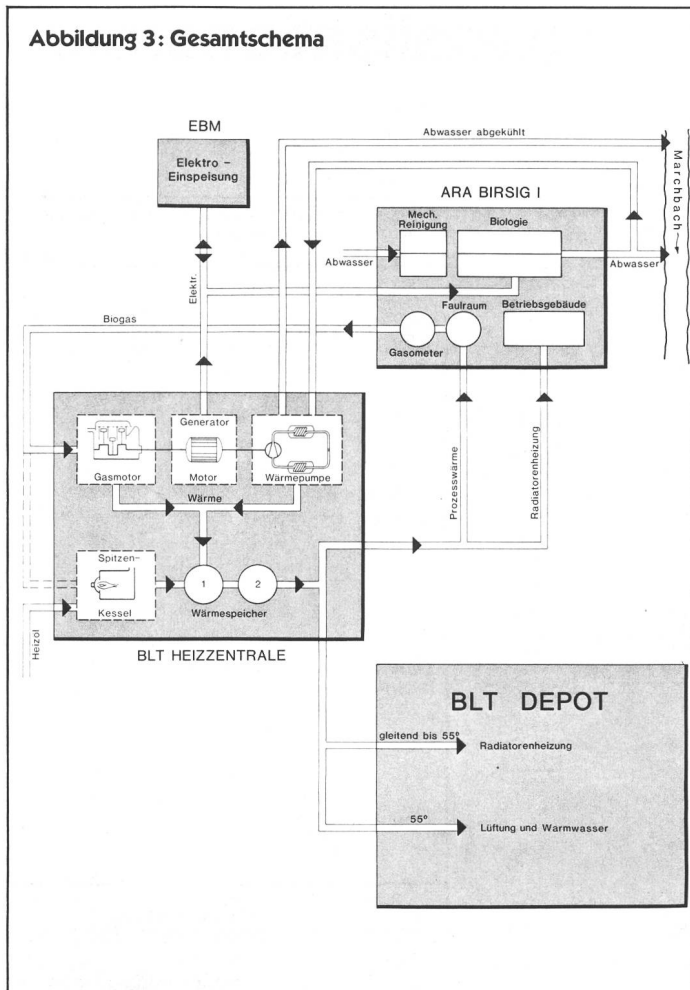 Abbildung 3: Gesamtschema
EBM
Elektro -
Einspeisung
Abwasser abgekühlt
Marchbach
ARA BIRSIG I
Mech.
Reinigung
Biologie
Abwasser
Abwasser
Elektr.
Faulraum
Betriebsgebäude
Biogas
Gasometer
Generator
Gasmotor
Motor
Wärmepumpe
Wärme
Prozesswärme
Radiatorenheizung
Spitzen-
Kessel
1
2
Wärmespeicher
Heizöl
BLT HEIZZENTRALE
BLT DEPOT
gleitend bis 55º
Radiatorenheizung
55º
Lüftung und Warmwasser